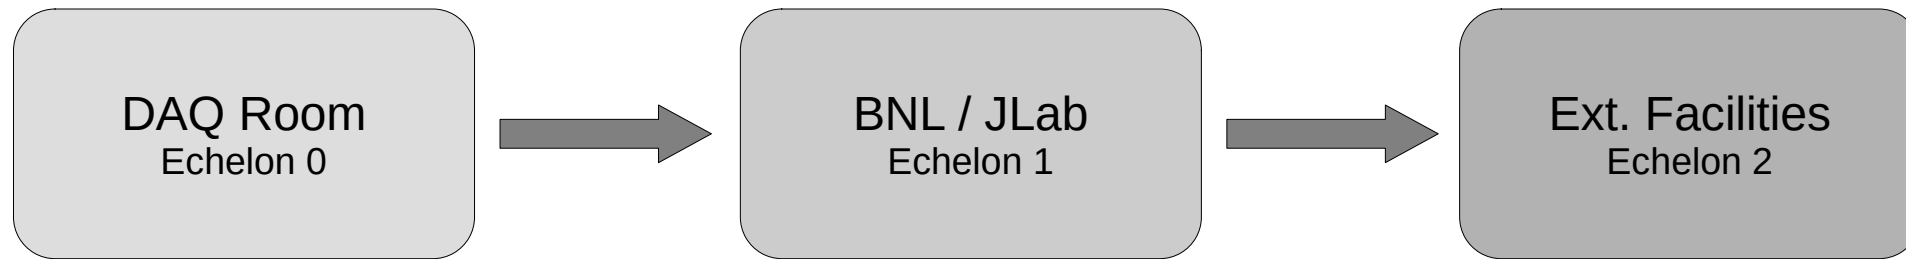 DAQ Room
Echelon 0
BNL / JLab
Echelon 1
Ext. Facilities
Echelon 2